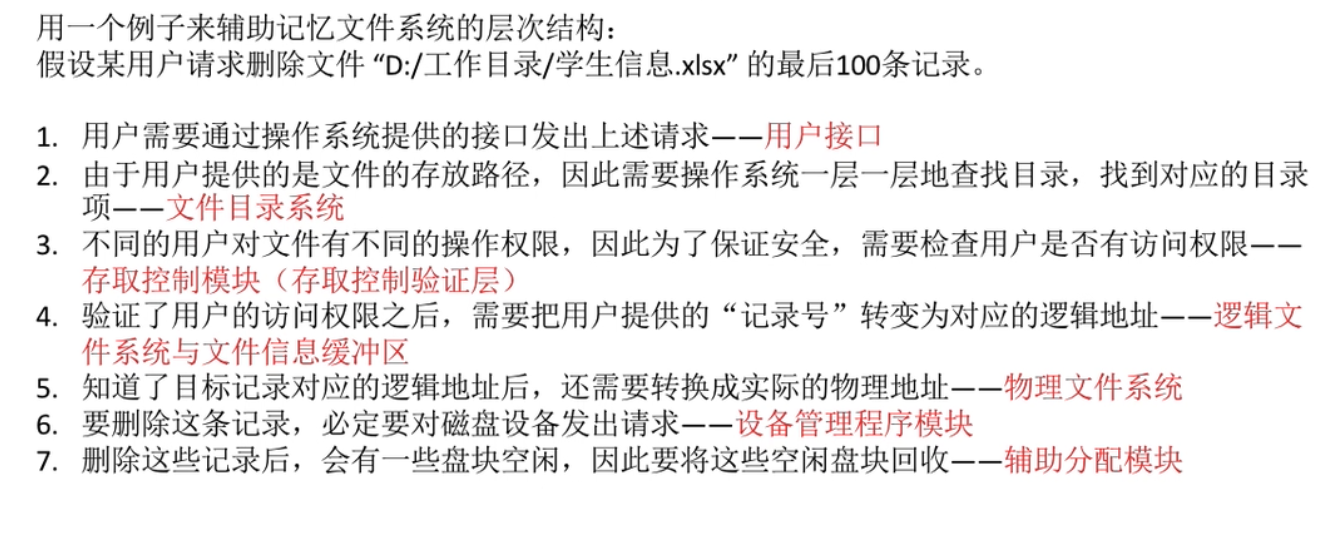 用一个例子来辅助记忆文件系统的层次结构：
假设某用户请求删除文件 “D:/工作目录/学生信息.xlsx” 的最后100条记录。
1. 用户需要通过操作系统提供的接口发出上述请求——用户接口
2. 由于用户提供的是文件的存放路径，因此需要操作系统一层一层地查找目录，找到对应的目录
项——文件目录系统
3. 不同的用户对文件有不同的操作权限，因此为了保证安全，需要检查用户是否有访问权限——
存取控制模块（存取控制验证层）
4. 验证了用户的访问权限之后，需要把用户提供的“记录号”转变为对应的逻辑地址——逻辑文
件系统与文件信息缓冲区
5. 知道了目标记录对应的逻辑地址后，还需要转换成实际的物理地址——物理文件系统
6. 要删除这条记录，必定要对磁盘设备发出请求——设备管理程序模块
7. 删除这些记录后，会有一些盘块空闲，因此要将这些空闲盘块回收——辅助分配模块